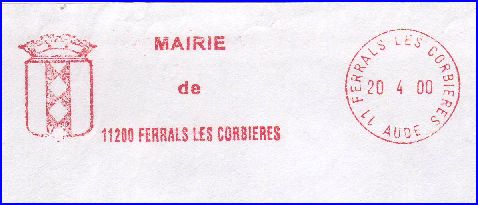 MAIRIE
de
11200 FERRALS LES CORBIERES
FERRALS LES CORBIERES
20 4 00
11 AUDE